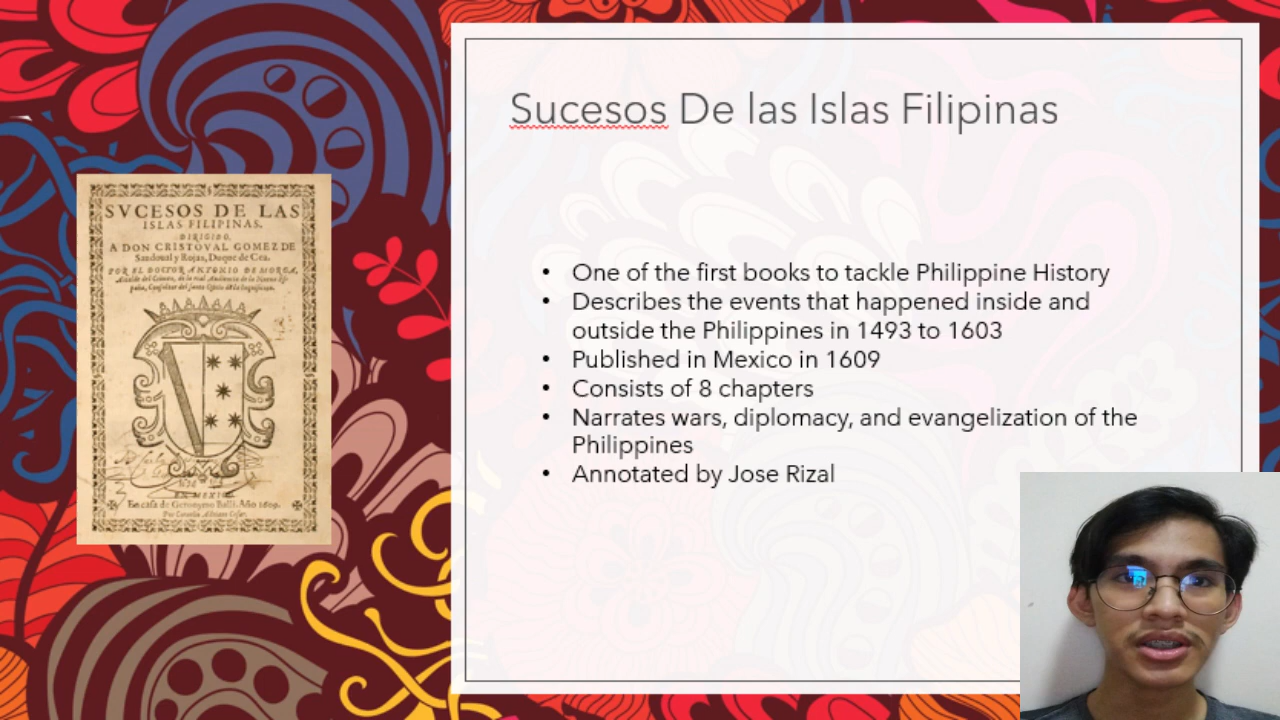 Sucesos De las Islas Filipinas
• One of the first books to tackle Philippine History
• Describes the events that happened inside and
outside the Philippines in 1493 to 1603
• Published in Mexico in 1609
• Consists of 8 chapters
• Narrates wars, diplomacy, and evangelization of the
Philippines
• Annotated by Jose Rizal
SVCESOS DE LAS
ISLAS FILIPINAS.
DIRIGIDO.
A DON CRISTOVAL GOMEZ DE
Sandoual y Rojas, Duque de Cea.
POR EL DOCTOR ANTONIO DE MORGA,
Alcalde del Crimen, de la real Audiencia de la Nueua Es-
paña, Consultor del santo Oficio de la Inquisicion.
EN MEXICO.
En casa de Geronymo Balli. Año 1609.
Por Cornelio Adriano Cesar.